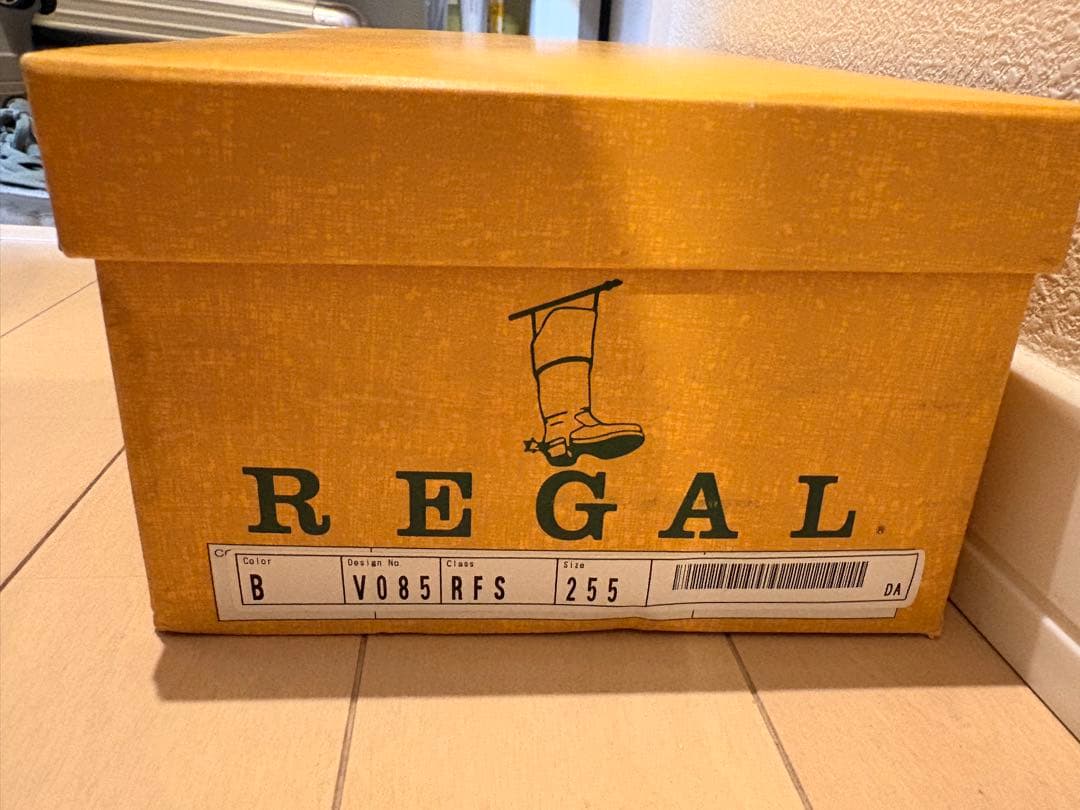 REGAL®
Color Design No. Class Size
B V085 RFS 255
DA